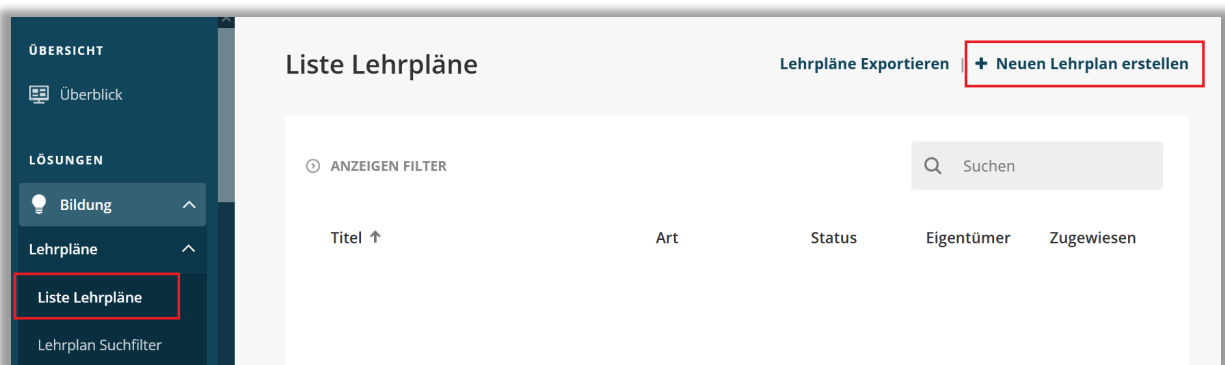 ÜBERSICHT
Überblick
LÖSUNGEN
Bildung
Lehrpläne
Liste Lehrpläne
Lehrplan Suchfilter
Liste Lehrpläne
Lehrpläne Exportieren | + Neuen Lehrplan erstellen
ANZEIGEN FILTER
Suchen
Titel ↑ Art Status Eigentümer Zugewiesen